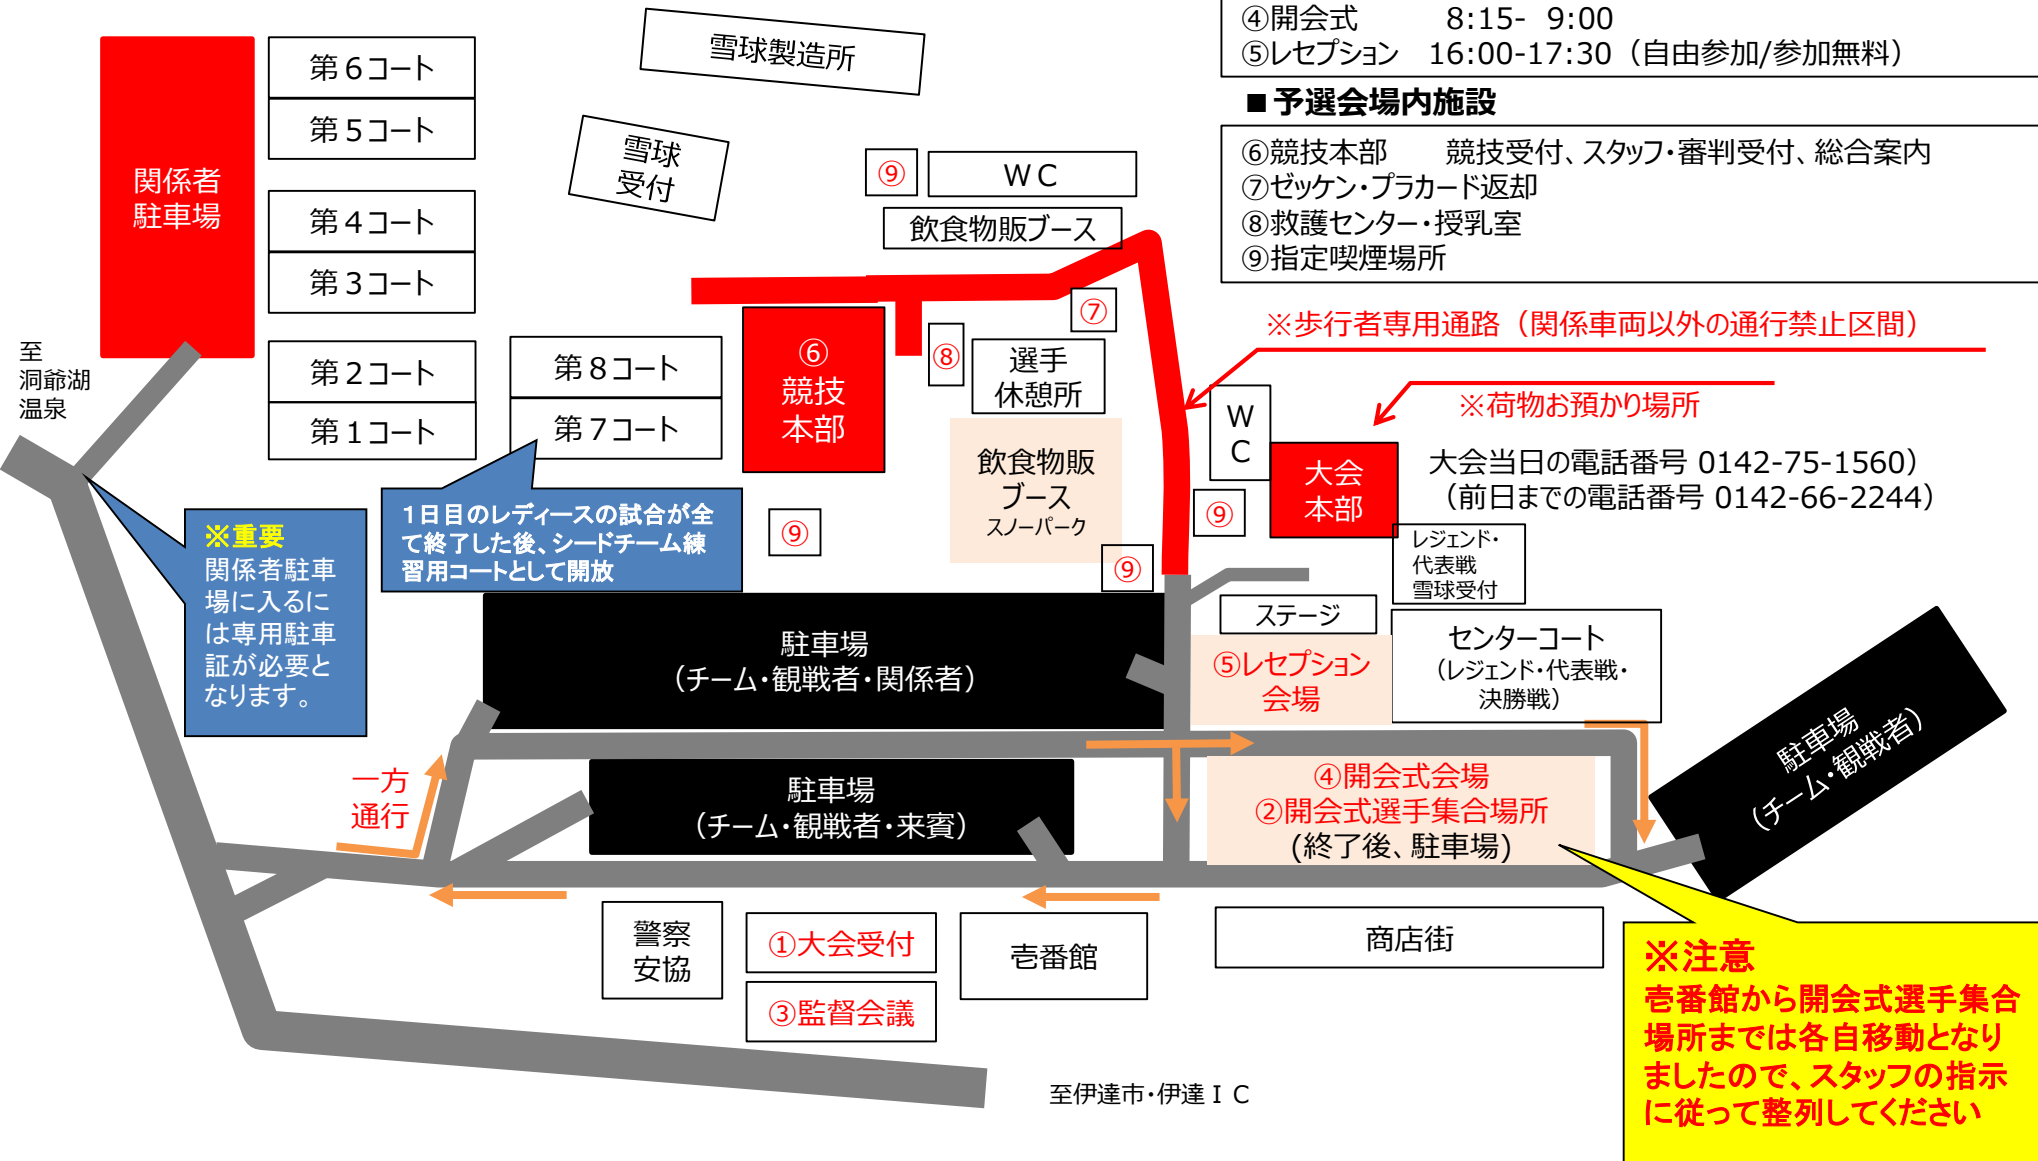 ④開会式 8:15- 9:00
⑤レセプション 16:00-17:30（自由参加/参加無料）
■予選会場内施設
⑥競技本部 競技受付、スタッフ・審判受付、総合案内
⑦ゼッケン・プラカード返却
⑧救護センター・授乳室
⑨指定喫煙場所
雪球製造所
雪球
受付
第６コート
第５コート
第４コート
第３コート
第２コート
第１コート
第８コート
第７コート
関係者
駐車場
⑨
ＷＣ
飲食物販ブース
⑦
⑧
選手
休憩所
⑥
競技
本部
飲食物販
ブース
スノーパーク
※歩行者専用通路（関係車両以外の通行禁止区間）
※荷物お預かり場所
W
C
大会
本部
大会当日の電話番号 0142-75-1560）
（前日までの電話番号 0142-66-2244）
至
洞爺湖
温泉
※重要
関係者駐車
場に入るに
は専用駐車
証が必要と
なります。
1日目のレディースの試合が全
て終了した後、シードチーム練
習用コートとして開放
⑨
⑨
⑨
レジェンド・
代表戦
雪球受付
ステージ
⑤レセプション
会場
センターコート
（レジェンド・代表戦・
決勝戦）
駐車場
（チーム・観戦者・関係者）
駐車場
（チーム・観戦者）
一方
通行
駐車場
（チーム・観戦者・来賓）
④開会式会場
②開会式選手集合場所
(終了後、駐車場)
警察
安協
①大会受付
③監督会議
壱番館
商店街
※注意
壱番館から開会式選手集合
場所までは各自移動となり
ましたので、スタッフの指示
に従って整列してください
至伊達市・伊達ＩＣ